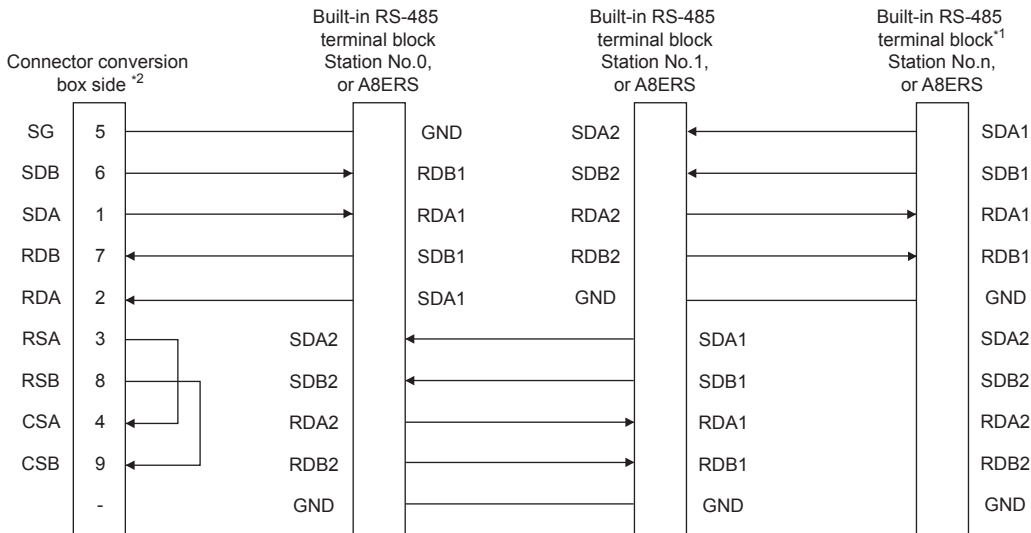 Connector conversion
box side *2
Built-in RS-485
terminal block
Station No.0,
or A8ERS
Built-in RS-485
terminal block
Station No.1,
or A8ERS
Built-in RS-485
terminal block*1
Station No.n,
or A8ERS
SG 5 GND SDA2 SDA1
SDB 6 RDB1 SDB2 SDB1
SDA 1 RDA1 RDA2 RDA1
RDB 7 SDB1 RDB2 RDB1
RDA 2 SDA1 GND GND
RSA 3 SDA2 SDA1 SDA2
RSB 8 SDB2 SDB1 SDB2
CSA 4 RDA2 RDA1 RDA2
CSB 9 RDB2 RDB1 RDB2
- GND GND GND